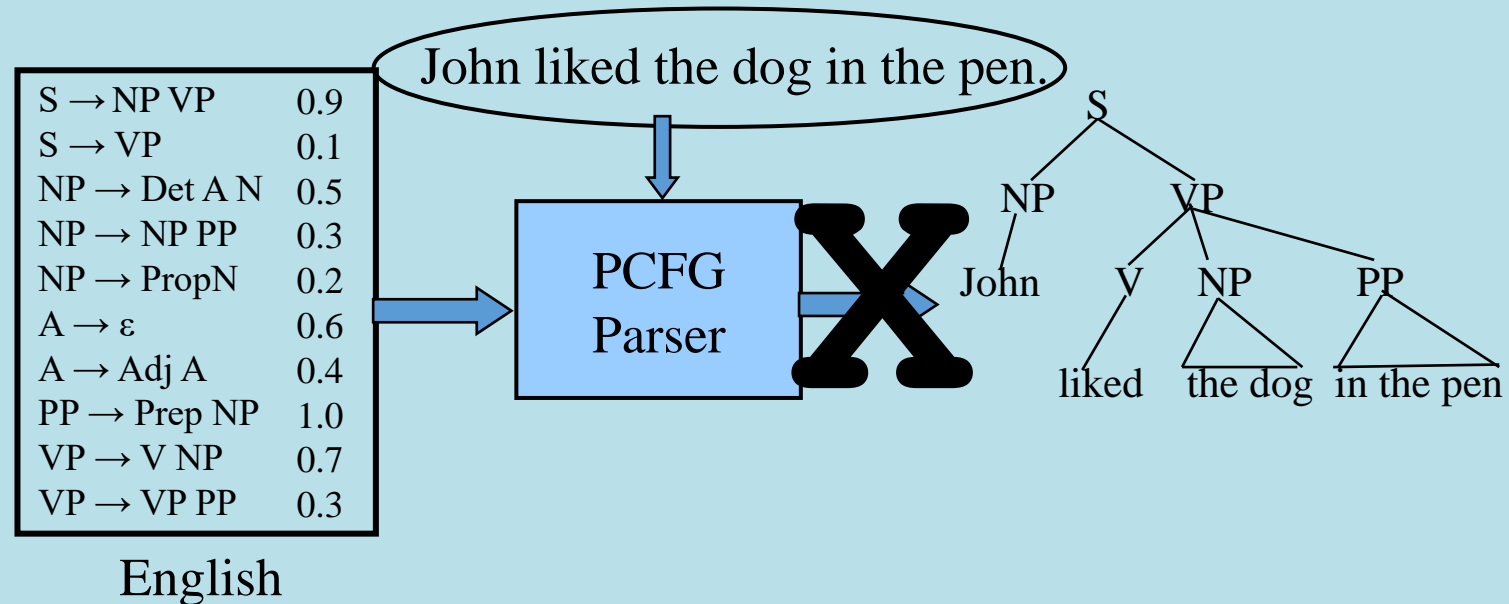 John liked the dog in the pen.
S → NP VP 0.9
S → VP 0.1
NP → Det A N 0.5
NP → NP PP 0.3
NP → PropN 0.2
A → ε 0.6
A → Adj A 0.4
PP → Prep NP 1.0
VP → V NP 0.7
VP → VP PP 0.3
English
PCFG
Parser
X
S
NP VP
John V NP PP
liked the dog in the pen